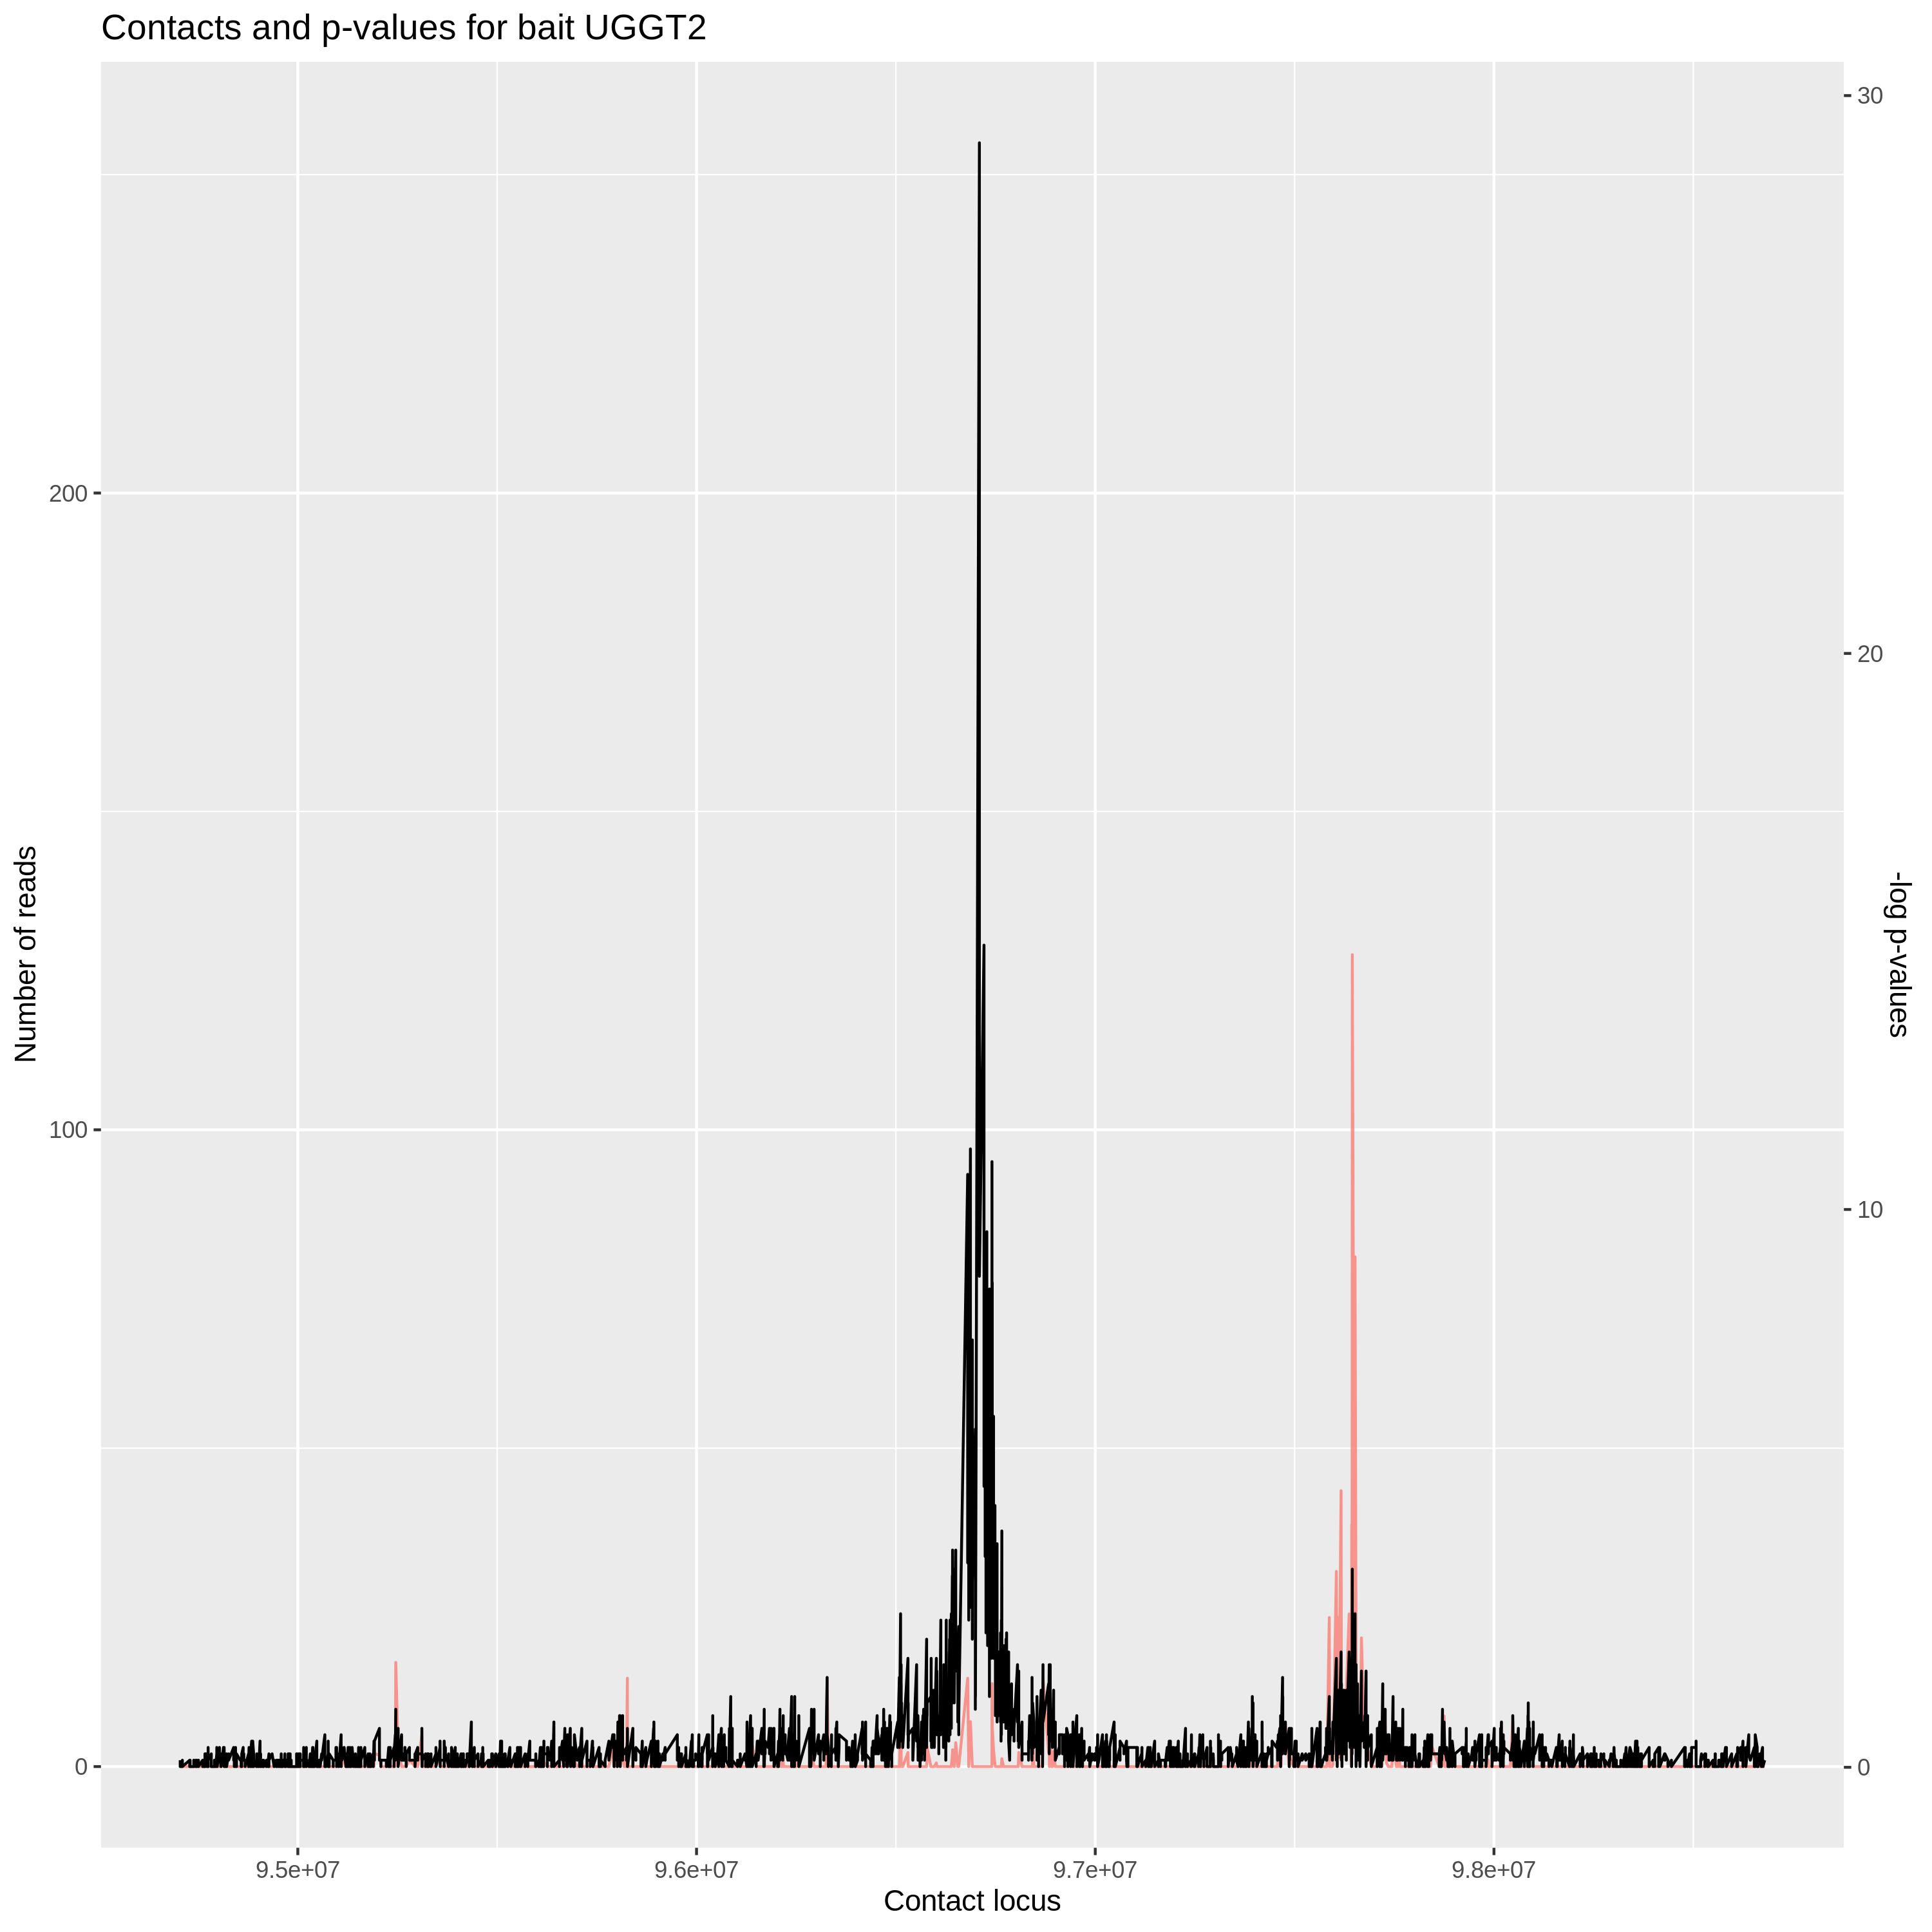 Contacts and p-values for bait UGGT2
Number of reads
200
100
0
30
20
10
0
-log p-values
9.5e+07
9.6e+07
9.7e+07
9.8e+07
Contact locus